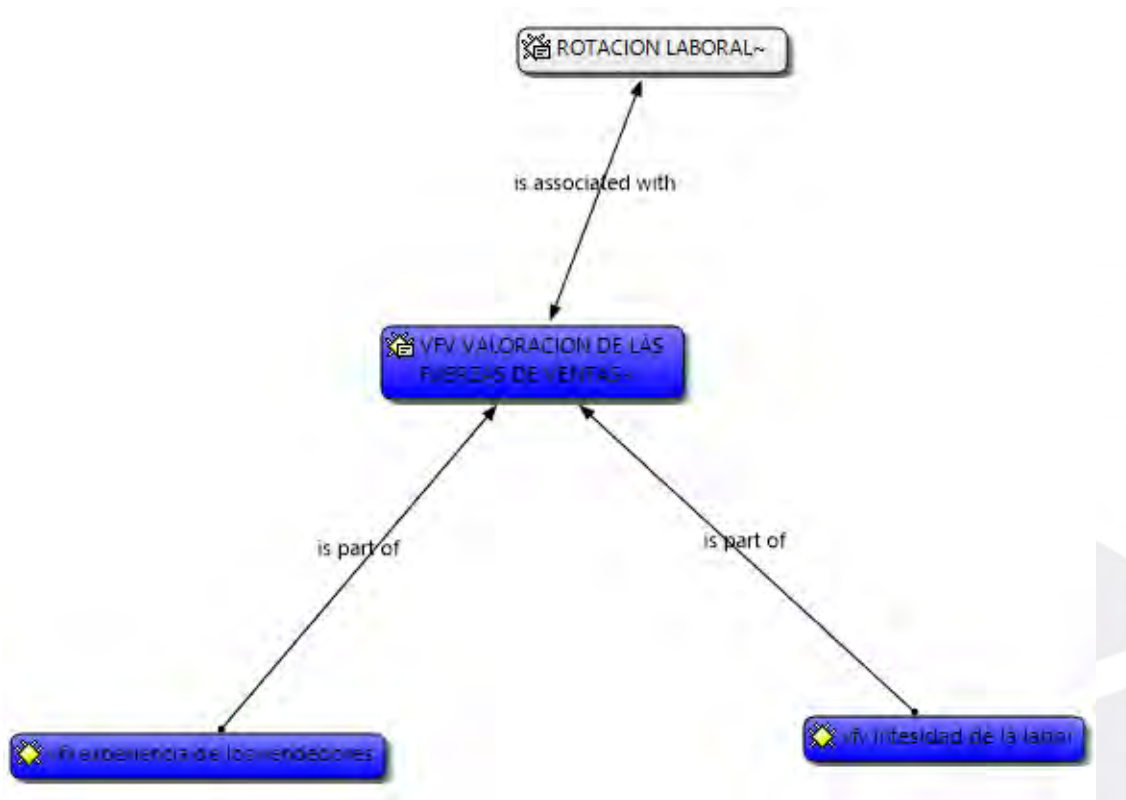 ROTACION LABORAL~
is associated with
VFV VALORACION DE LAS
FUERZAS DE VENTAS~
is part of
is part of
vfv experiencia de los vendedores
vfv intesidad de la labor